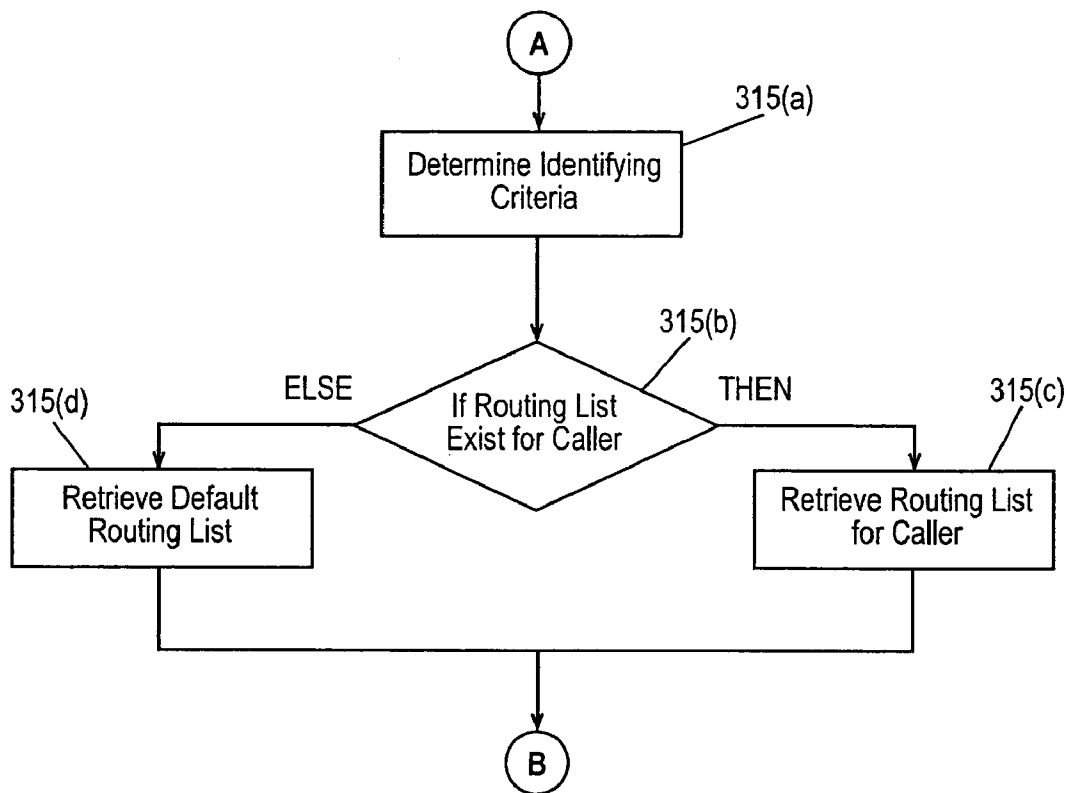 A
315(a)
Determine Identifying
Criteria
315(b)
ELSE
THEN
315(d)
315(c)
If Routing List
Exist for Caller
Retrieve Default
Routing List
Retrieve Routing List
for Caller
B